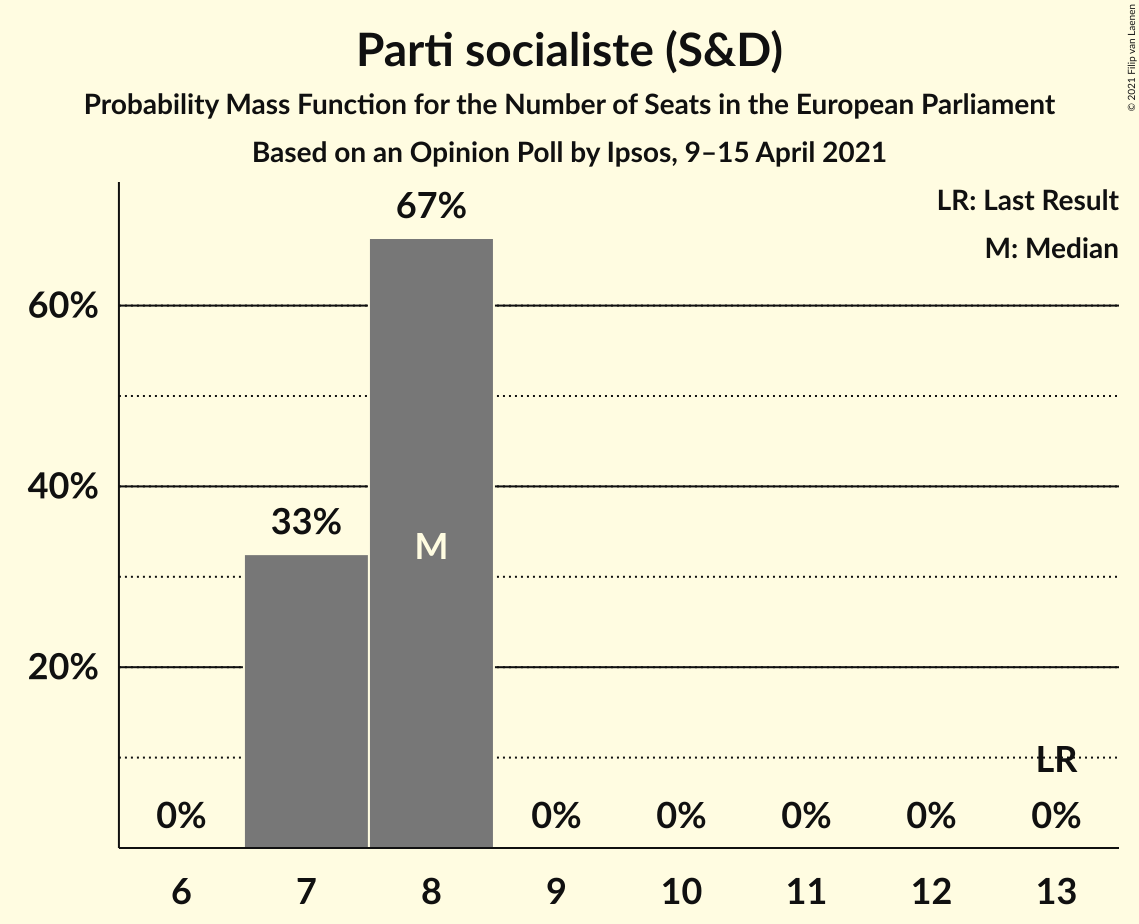 Parti socialiste (S&D)
Probability Mass Function for the Number of Seats in the European Parliament
Based on an Opinion Poll by Ipsos, 9–15 April 2021
© 2021 Filip van Laenen
LR: Last Result
M: Median
67%
60%
40%
33%
M
20%
LR
0% 0% 0% 0% 0% 0%
6 7 8 9 10 11 12 13